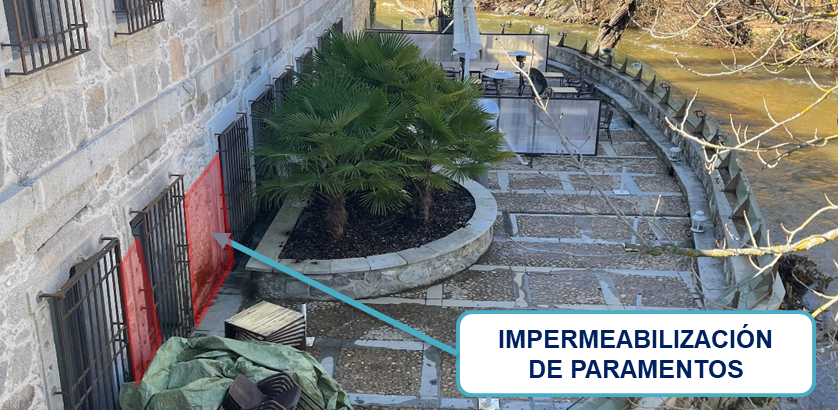 IMPERMEABILIZACIÓN
DE PARAMENTOS